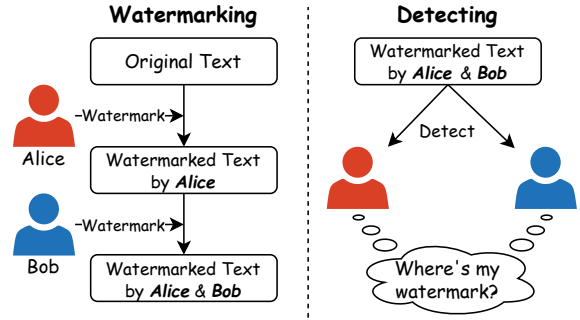 Watermarking
Original Text
Watermark
Alice
Watermarked Text
by Alice
Watermark
Bob
Watermarked Text
by Alice & Bob
Detecting
Watermarked Text
by Alice & Bob
Detect
Where's my
watermark?